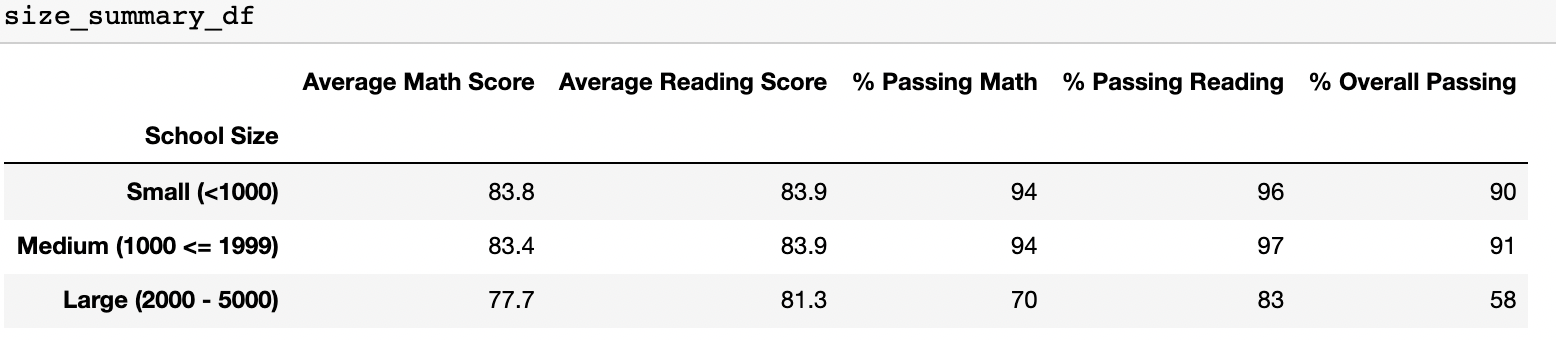 size_summary_df
Average Math Score Average Reading Score % Passing Math % Passing Reading % Overall Passing
School Size
Small (<1000) 83.8 83.9 94 96 90
Medium (1000 <= 1999) 83.4 83.9 94 97 91
Large (2000 - 5000) 77.7 81.3 70 83 58